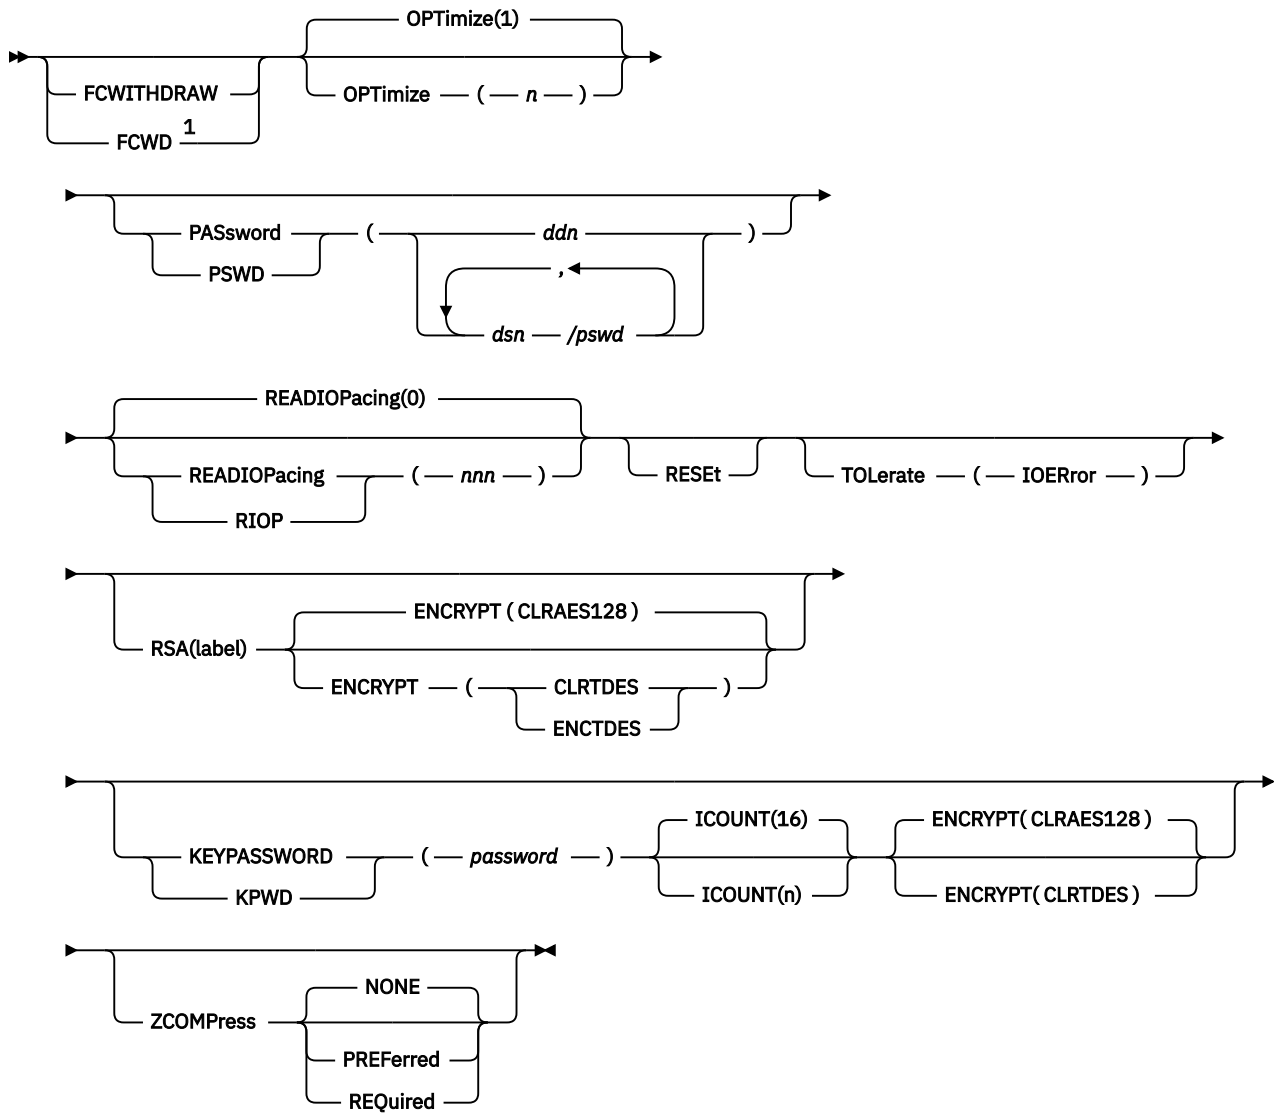 OPTimize(1)
FCWITHDRAW
OPTimize ( n )
FCWD 1
PASsword ( ddn )
PSWD
,
dsn /pswd
READIOPacing(0)
READIOPacing ( nnn )
RESEt
TOLerate ( IOERror )
RIOP
ENCRYPT ( CLRAES128 )
RSA(label)
ENCRYPT ( CLRTDES )
ENCTDES
ICOUNT(16)
ENCRYPT( CLRAES128 )
KEYPASSWORD ( password )
KPWD
ICOUNT(n)
ENCRYPT( CLRTDES )
NONE
ZCOMPress
PREFerred
REQuired